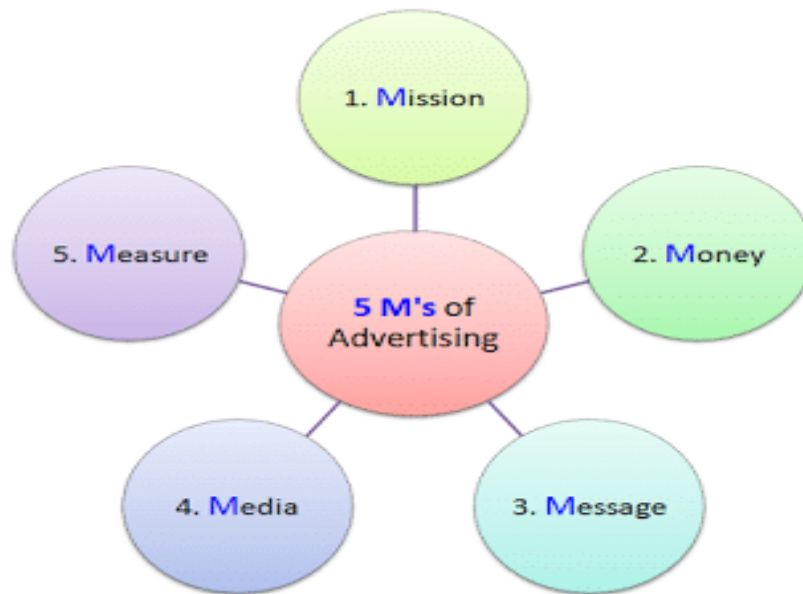 1. Mission
5. Measure
2. Money
5 M's of
Advertising
4. Media
3. Message